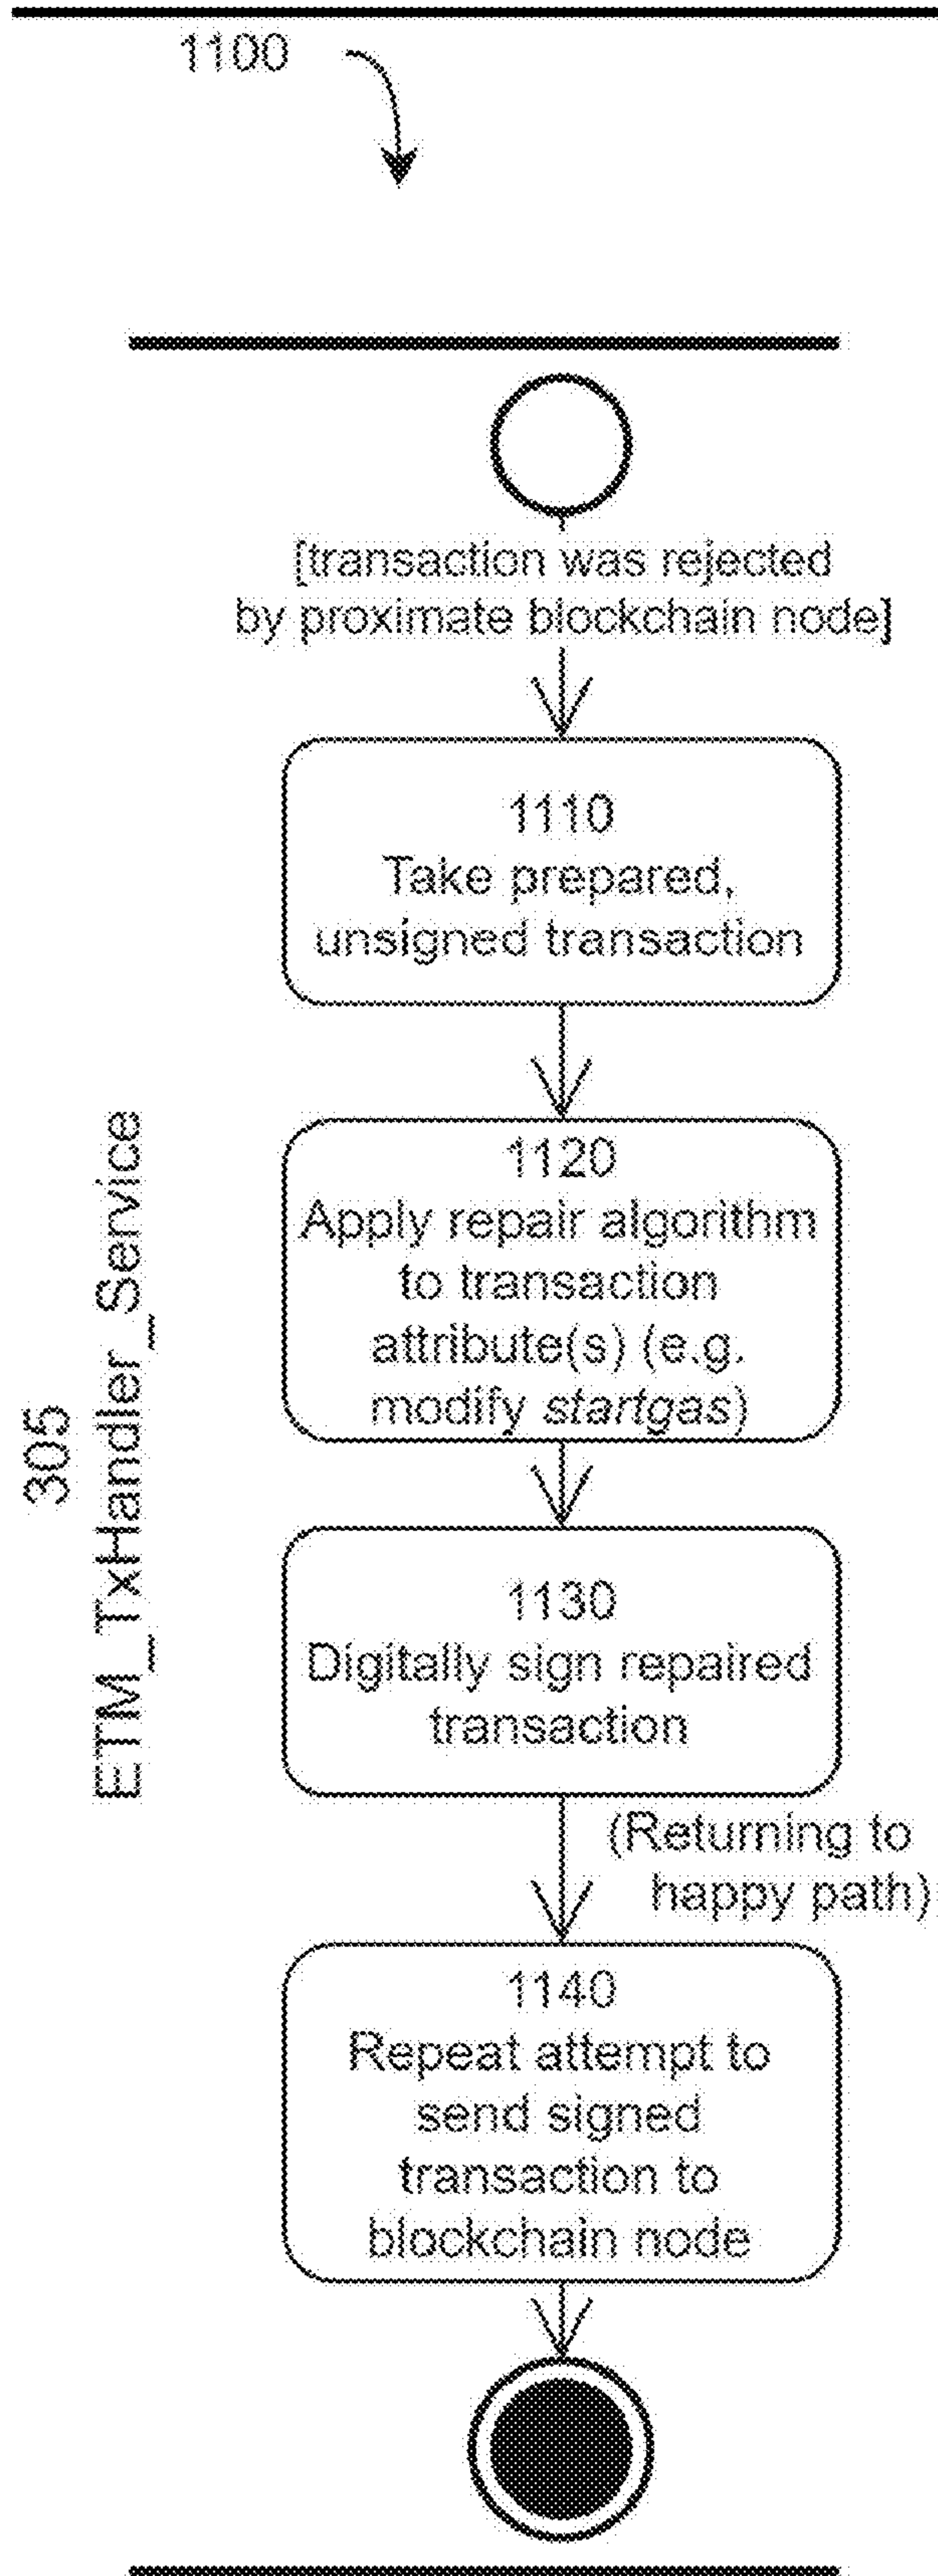 1100
[transaction was rejected
by proximate blockchain node]
1110
Take prepared,
unsigned transaction
1120
Apply repair algorithm
to transaction
attribute(s) (e.g.
modify startgas)
1130
Digitally sign repaired
transaction
(Returning to
happy path)
1140
Repeat attempt to
send signed
transaction to
blockchain node
305
ETM_TxHandler_Service